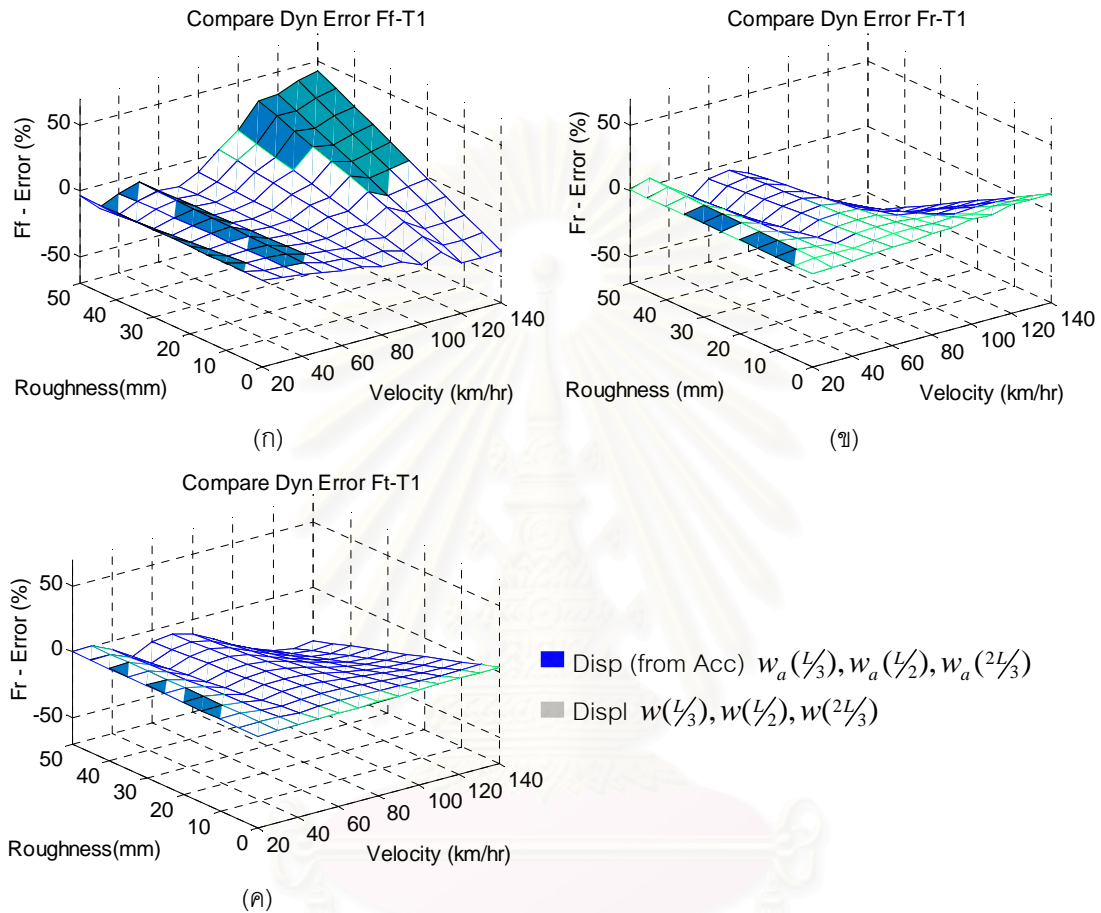 Compare Dyn Error Ff-T1
Ff - Error (%)
50
0
-50
50
40
30
20
10
0
Roughness(mm)
20
40
60
80
100
120
140
Velocity (km/hr)
(ก)
Compare Dyn Error Fr-T1
Fr - Error (%)
50
0
-50
50
40
30
20
10
0
Roughness (mm)
20
40
60
80
100
120
140
Velocity (km/hr)
(ข)
Compare Dyn Error Ft-T1
Fr - Error (%)
50
0
-50
50
40
30
20
10
0
Roughness(mm)
20
40
60
80
100
120
140
Velocity (km/hr)
(ค)
Disp (from Acc) w_a(L/3), w_a(L/2), w_a(2L/3)
Displ w(L/3), w(L/2), w(2L/3)